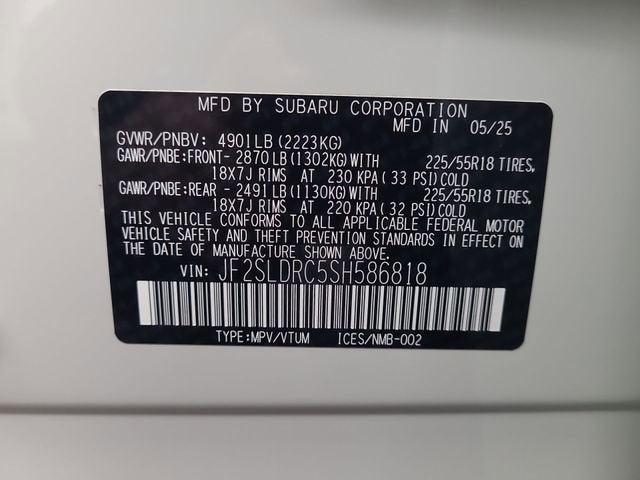 MFD BY SUBARU CORPORATION
MFD IN 05/25
GVWR/PNBV: 4901LB(2223KG)
GAWR/PNBE:FRONT- 2870LB(1302KG)WITH 225/55R18 TIRES,
18X7J RIMS AT 230 KPA(33 PSI)COLD
GAWR/PNBE:REAR - 2491LB(1130KG)WITH 225/55R18 TIRES,
18X7J RIMS AT 220 KPA(32 PSI)COLD
THIS VEHICLE CONFORMS TO ALL APPLICABLE FEDERAL MOTOR
VEHICLE SAFETY AND THEFT PREVENTION STANDARDS IN EFFECT ON
THE DATE OF MANUFACTURE SHOWN ABOVE.
VIN: JF2SLDRC5SH586818
TYPE:MPV/VTUM ICES/NMB-002